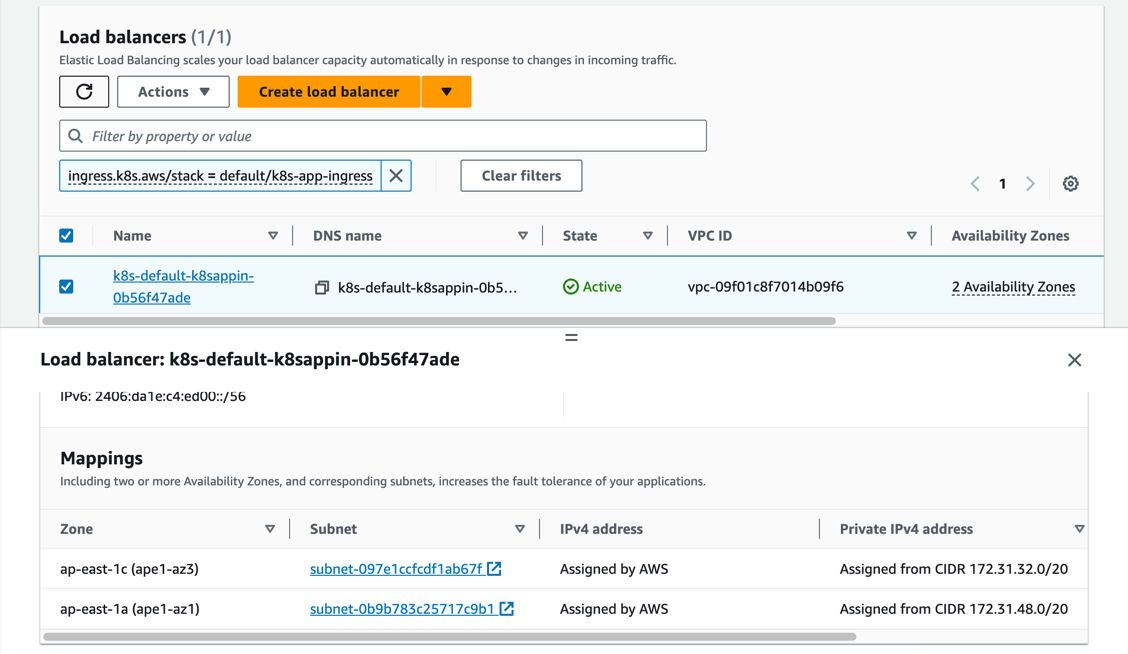 Load balancers (1/1)
Elastic Load Balancing scales your load balancer capacity automatically in response to changes in incoming traffic.
Actions
Create load balancer
Filter by property or value
ingress.k8s.aws/stack = default/k8s-app-ingress
Clear filters
1
Name DNS name State VPC ID Availability Zones
k8s-default-k8sappin-
0b56f47ade
k8s-default-k8sappin-0b5... Active vpc-09f01c8f7014b09f6 2 Availability Zones
Load balancer: k8s-default-k8sappin-0b56f47ade
IPv6: 2406:da1e:c4:ed00::/56
Mappings
Including two or more Availability Zones, and corresponding subnets, increases the fault tolerance of your applications.
Zone Subnet IPv4 address Private IPv4 address
ap-east-1c (ape1-az3) subnet-097e1ccfcdf1ab67f Assigned by AWS Assigned from CIDR 172.31.32.0/20
ap-east-1a (ape1-az1) subnet-0b9b783c25717c9b1 Assigned by AWS Assigned from CIDR 172.31.48.0/20